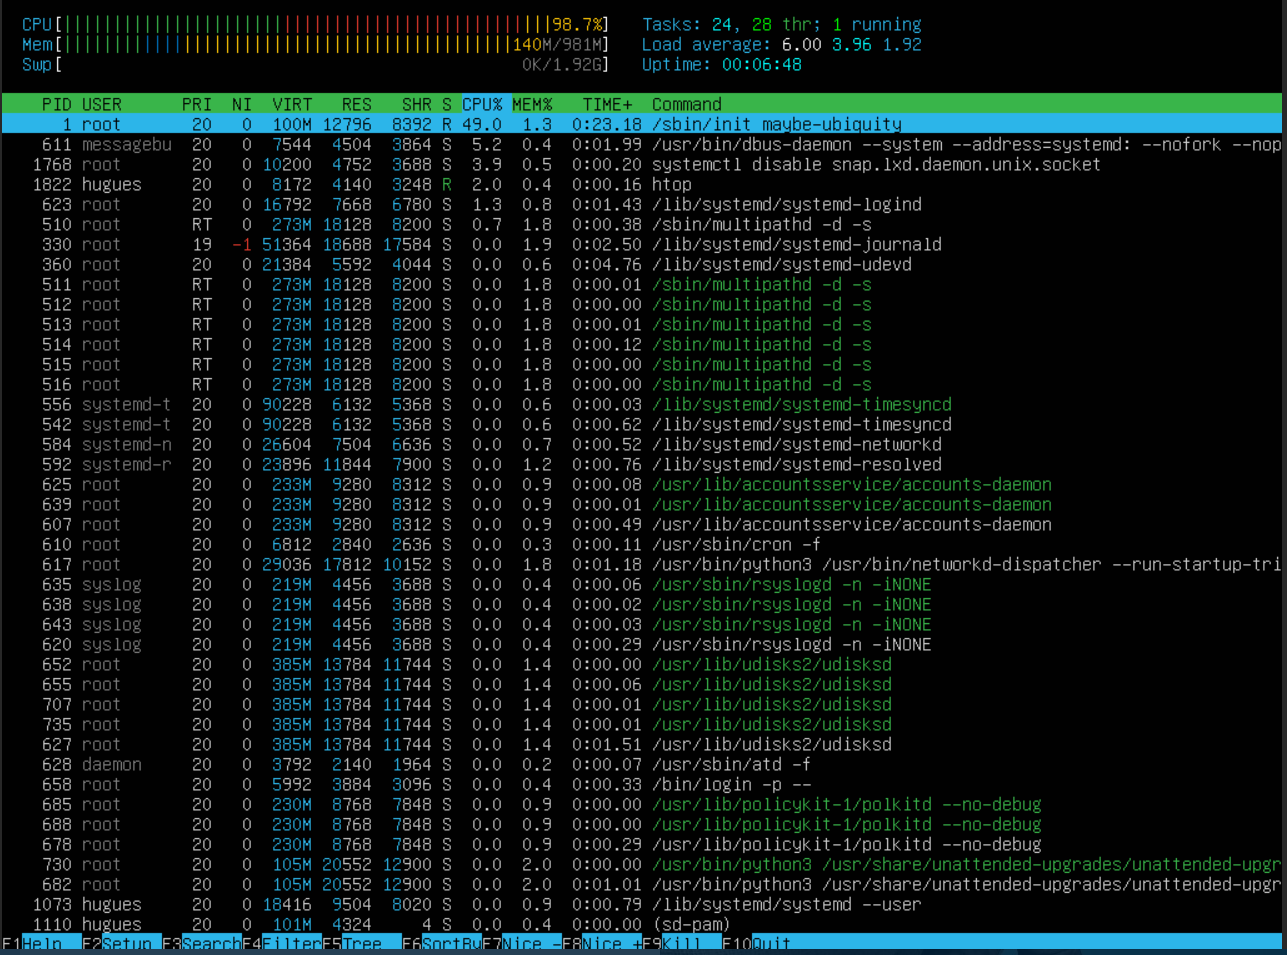 CPU[||||||||||||||||||||||||||||||||||||||||||||||||||98.7%]   Tasks: 24, 28 thr; 1 running
Mem[||||||||||||||||||||||||||||||||||||||||||||||140M/981M]   Load average: 6.00 3.96 1.92
Swp[                                              0K/1.92G]   Uptime: 00:06:48
PID USER PRI NI VIRT RES SHR S CPU% MEM% TIME+ Command
1 root 20 0 100M 12796 8392 R 49.0 1.3 0:23.18 /sbin/init maybe-ubiquity
611 messagebu 20 0 7544 4504 3864 S 5.2 0.4 0:01.99 /usr/bin/dbus-daemon --system --address=systemd: --nofork --nop
1768 root 20 0 10200 4752 3688 S 3.9 0.5 0:00.20 systemctl disable snap.lxd.daemon.unix.socket
1822 hugues 20 0 8172 4140 3248 R 2.0 0.4 0:00.16 htop
623 root 20 0 16792 7668 6780 S 1.3 0.8 0:01.43 /lib/systemd/systemd-logind
510 root RT 0 273M 18128 8200 S 0.7 1.8 0:00.38 /sbin/multipathd -d -s
330 root 19 -1 51364 18688 17584 S 0.0 1.9 0:02.50 /lib/systemd/systemd-journald
360 root 20 0 21384 5592 4044 S 0.0 0.6 0:04.76 /lib/systemd/systemd-udevd
511 root RT 0 273M 18128 8200 S 0.0 1.8 0:00.01 /sbin/multipathd -d -s
512 root RT 0 273M 18128 8200 S 0.0 1.8 0:00.00 /sbin/multipathd -d -s
513 root RT 0 273M 18128 8200 S 0.0 1.8 0:00.01 /sbin/multipathd -d -s
514 root RT 0 273M 18128 8200 S 0.0 1.8 0:00.12 /sbin/multipathd -d -s
515 root RT 0 273M 18128 8200 S 0.0 1.8 0:00.00 /sbin/multipathd -d -s
516 root RT 0 273M 18128 8200 S 0.0 1.8 0:00.00 /sbin/multipathd -d -s
556 systemd-t 20 0 90228 6132 5368 S 0.0 0.6 0:00.03 /lib/systemd/systemd-timesyncd
542 systemd-t 20 0 90228 6132 5368 S 0.0 0.6 0:00.62 /lib/systemd/systemd-timesyncd
584 systemd-n 20 0 26604 7504 6636 S 0.0 0.7 0:00.52 /lib/systemd/systemd-networkd
592 systemd-r 20 0 23896 11844 7900 S 0.0 1.2 0:00.76 /lib/systemd/systemd-resolved
625 root 20 0 233M 9280 8312 S 0.0 0.9 0:00.08 /usr/lib/accountsservice/accounts-daemon
639 root 20 0 233M 9280 8312 S 0.0 0.9 0:00.01 /usr/lib/accountsservice/accounts-daemon
607 root 20 0 233M 9280 8312 S 0.0 0.9 0:00.49 /usr/lib/accountsservice/accounts-daemon
610 root 20 0 6812 2840 2636 S 0.0 0.3 0:00.11 /usr/sbin/cron -f
617 root 20 0 29036 17812 10152 S 0.0 1.8 0:01.18 /usr/bin/python3 /usr/bin/networkd-dispatcher --run-startup-tri
635 syslog 20 0 219M 4456 3688 S 0.0 0.4 0:00.06 /usr/sbin/rsyslogd -n -iNONE
638 syslog 20 0 219M 4456 3688 S 0.0 0.4 0:00.02 /usr/sbin/rsyslogd -n -iNONE
643 syslog 20 0 219M 4456 3688 S 0.0 0.4 0:00.03 /usr/sbin/rsyslogd -n -iNONE
620 syslog 20 0 219M 4456 3688 S 0.0 0.4 0:00.29 /usr/sbin/rsyslogd -n -iNONE
652 root 20 0 385M 13784 11744 S 0.0 1.4 0:00.00 /usr/lib/udisks2/udisksd
655 root 20 0 385M 13784 11744 S 0.0 1.4 0:00.06 /usr/lib/udisks2/udisksd
707 root 20 0 385M 13784 11744 S 0.0 1.4 0:00.01 /usr/lib/udisks2/udisksd
735 root 20 0 385M 13784 11744 S 0.0 1.4 0:00.01 /usr/lib/udisks2/udisksd
627 root 20 0 385M 13784 11744 S 0.0 1.4 0:01.51 /usr/lib/udisks2/udisksd
628 daemon 20 0 3792 2140 1964 S 0.0 0.2 0:00.07 /usr/sbin/atd -f
658 root 20 0 5992 3884 3096 S 0.0 0.4 0:00.33 /bin/login -p --
685 root 20 0 230M 8768 7848 S 0.0 0.9 0:00.00 /usr/lib/policykit-1/polkitd --no-debug
688 root 20 0 230M 8768 7848 S 0.0 0.9 0:00.00 /usr/lib/policykit-1/polkitd --no-debug
678 root 20 0 230M 8768 7848 S 0.0 0.9 0:00.29 /usr/lib/policykit-1/polkitd --no-debug
730 root 20 0 105M 20552 12900 S 0.0 2.0 0:00.00 /usr/bin/python3 /usr/share/unattended-upgrades/unattended-upgr
682 root 20 0 105M 20552 12900 S 0.0 2.0 0:01.01 /usr/bin/python3 /usr/share/unattended-upgrades/unattended-upgr
1073 hugues 20 0 18416 9504 8020 S 0.0 0.9 0:00.79 /lib/systemd/systemd --user
1110 hugues 20 0 101M 4324 4 S 0.0 0.4 0:00.00 (sd-pam)
F1Help F2Setup F3SearchF4FilterF5Tree F6SortByF7Nice -F8Nice +F9Kill F10Quit